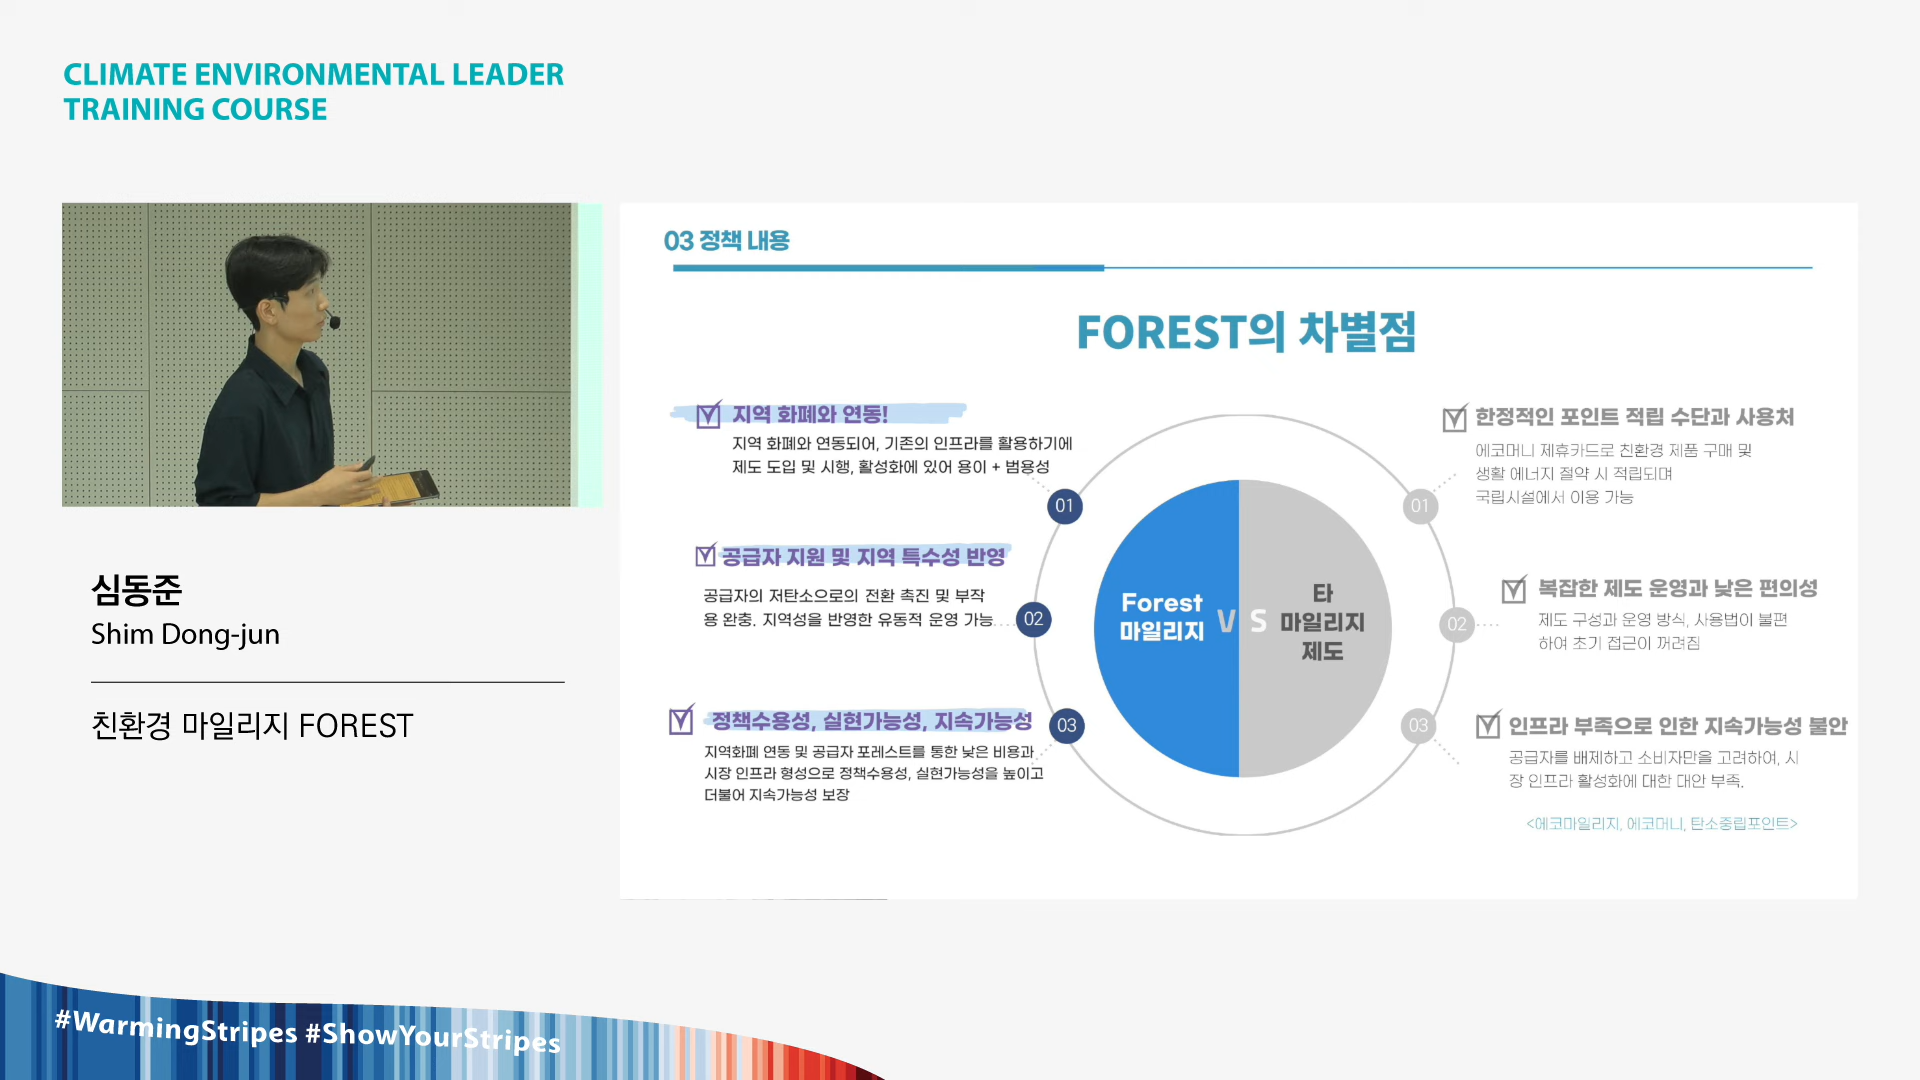 CLIMATE ENVIRONMENTAL LEADER
TRAINING COURSE
심동준
Shim Dong-jun
친환경 마일리지 FOREST
03 정책 내용
FOREST의 차별점
지역 화폐와 연동!
지역 화폐와 연동되어, 기존의 인프라를 활용하기에
제도 도입 및 시행, 활성화에 있어 용이 + 범용성
01
공급자 지원 및 지역 특수성 반영
공급자의 저탄소으로의 전환 촉진 및 부작
용 완충. 지역성을 반영한 유동적 운영 가능
02
정책수용성, 실현가능성, 지속가능성
03
지역화폐 연동 및 공급자 포레스트를 통한 낮은 비용과
시장 인프라 형성으로 정책수용성, 실현가능성을 높이고
더불어 지속가능성 보장
Forest
마일리지
V S
타
마일리지
제도
한정적인 포인트 적립 수단과 사용처
에코머니 제휴카드로 친환경 제품 구매 및
생활 에너지 절약 시 적립되며
국립시설에서 이용 가능
01
복잡한 제도 운영과 낮은 편의성
제도 구성과 운영 방식, 사용법이 불편
하여 초기 접근이 꺼려짐
02
인프라 부족으로 인한 지속가능성 불안
03
공급자를 배제하고 소비자만을 고려하여, 시
장 인프라 활성화에 대한 대안 부족.
<에코마일리지, 에코머니, 탄소중립포인트>
#WarmingStripes #ShowYourStripes